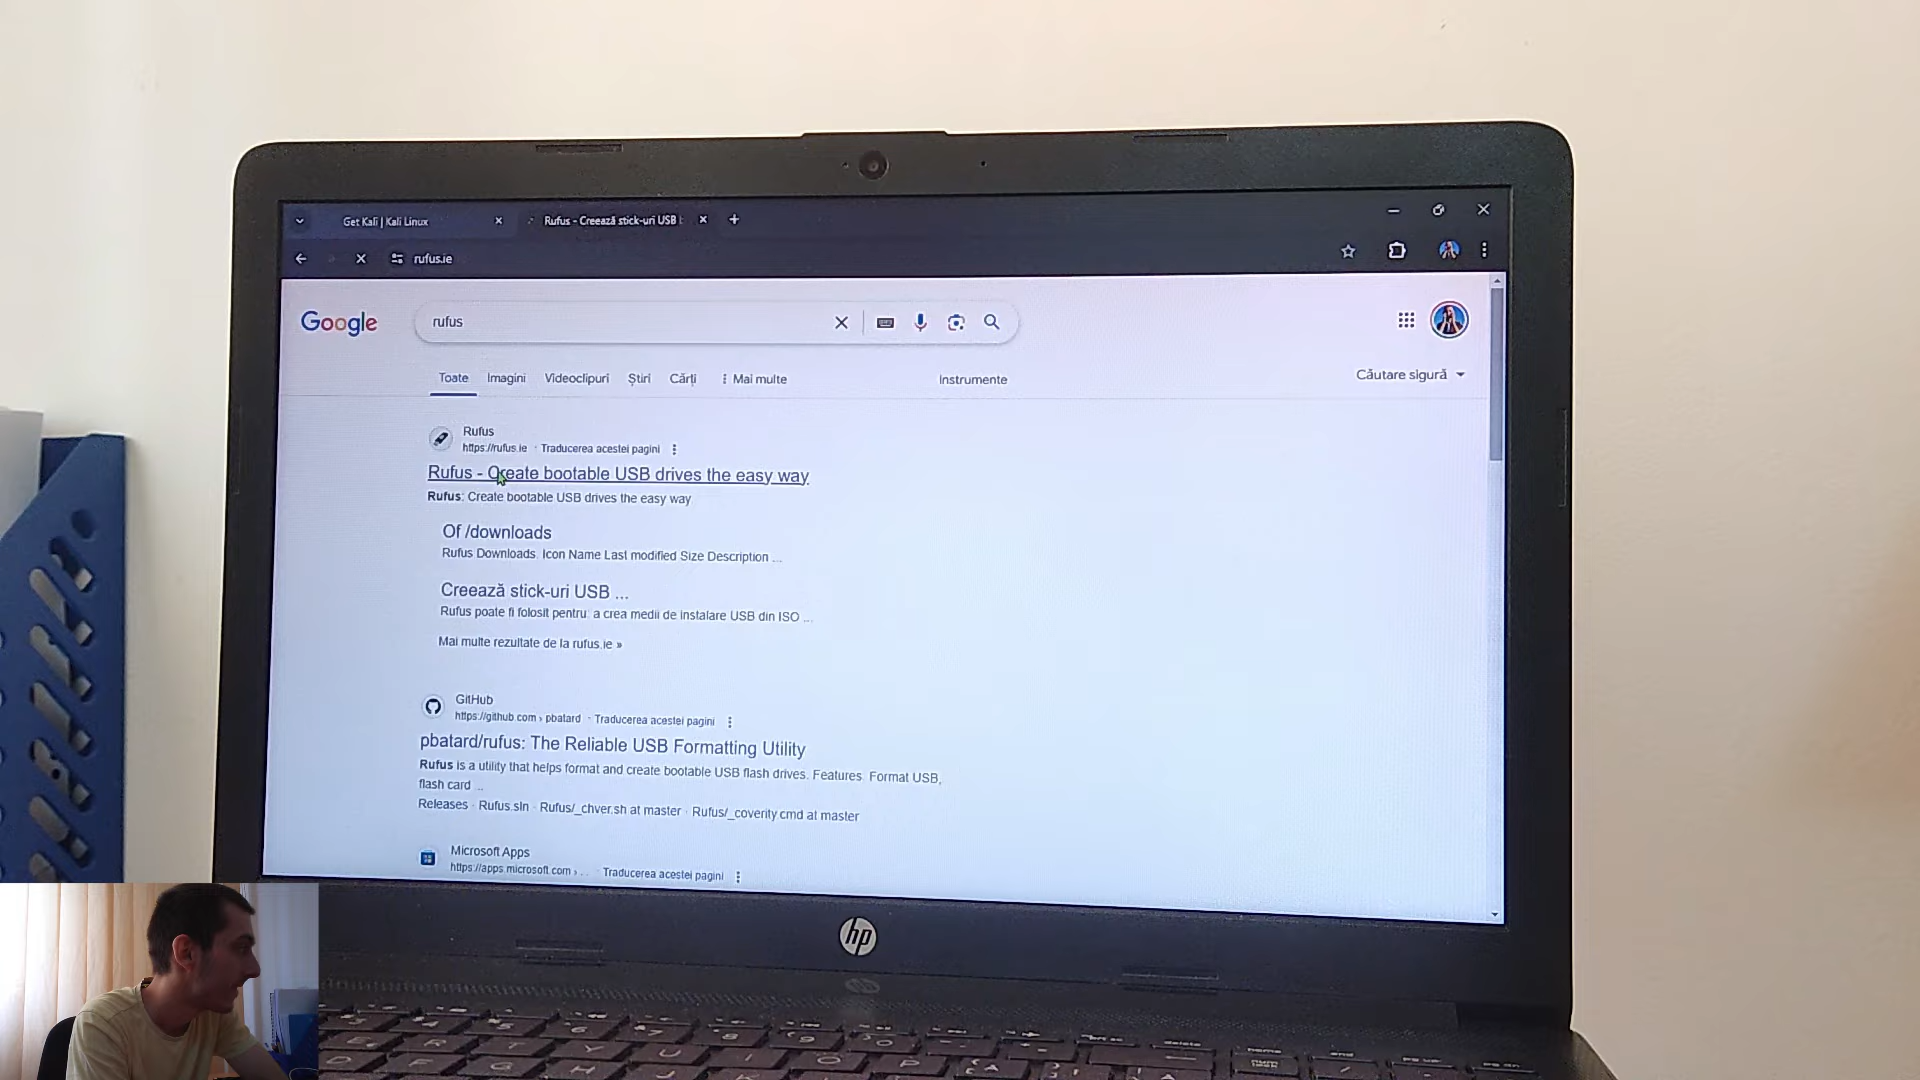 Get Kali | Kali Linux
Rufus - Creează stick-uri USB
rufus.ie
Google
rufus
Toate Imagini Videoclipuri Știri Cărți Mai multe Instrumente Căutare sigură
Rufus
https://rufus.ie · Traducerea acestei pagini
Rufus - Create bootable USB drives the easy way
Rufus: Create bootable USB drives the easy way
Of /downloads
Rufus Downloads. Icon Name Last modified Size Description ...
Creează stick-uri USB ...
Rufus poate fi folosit pentru: a crea medii de instalare USB din ISO ...
Mai multe rezultate de la rufus.ie »
GitHub
https://github.com › pbatard · Traducerea acestei pagini
pbatard/rufus: The Reliable USB Formatting Utility
Rufus is a utility that helps format and create bootable USB flash drives. Features. Format USB,
flash card ...
Releases · Rufus.sln · Rufus/_chver.sh at master · Rufus/_coverity.cmd at master
Microsoft Apps
https://apps.microsoft.com › ... · Traducerea acestei pagini
hp